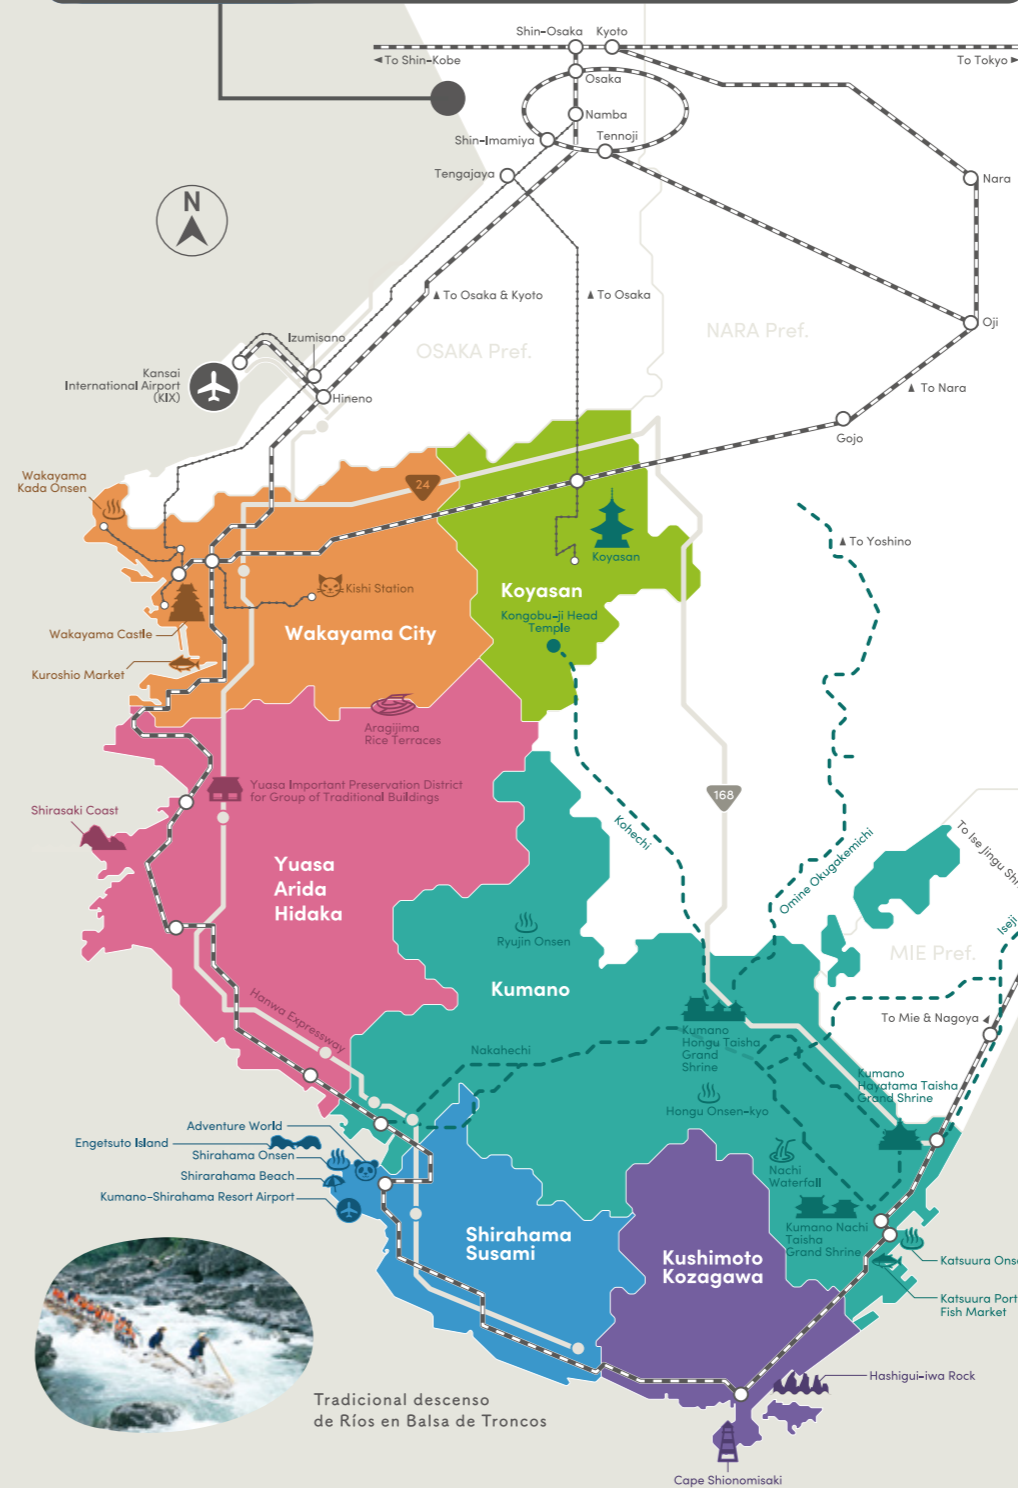 Shin-Osaka
Kyoto
To Shin-Kobe
To Tokyo
Osaka
Namba
Shin-Imamiya
Tennoji
Tengajaya
Nara
N
To Osaka & Kyoto
To Osaka
OSAKA Pref.
NARA Pref.
Oji
Izumisano
Kansai
International Airport
(KIX)
Hineno
To Nara
Gojo
Wakayama
Kada Onsen
24
Koyasan
To Yoshino
Kishi Station
Koyasan
Kongobu-ji Head
Temple
Wakayama City
Wakayama Castle
Kuroshio Market
Aragijima
Rice Terraces
Yuasa Important Preservation District
for Group of Traditional Buildings
168
Shirasaki Coast
Kohechi
Omine Okugakemichi
To Ise Jingu Shri
Yuasa
Arida
Hidaka
Ryujin Onsen
Iseji
MIE Pref.
Kumano
Hanwa Expressway
To Mie & Nagoya
Kumano
Hongu Taisha
Grand
Shrine
Nakahechi
Kumano
Hayatama Taisha
Grand Shrine
Hongu Onsen-kyo
Adventure World
Engetsuto Island
Shirahama Onsen
Shirarahama Beach
Kumano-Shirahama Resort Airport
Nachi
Waterfall
Kumano Nachi
Taisha
Grand Shrine
Shirahama
Susami
Kushimoto
Kozagawa
Katsuura Ons
Katsuura Port
Fish Market
Hashigui-iwa Rock
Tradicional descenso
de Ríos en Balsa de Troncos
Cape Shionomisaki